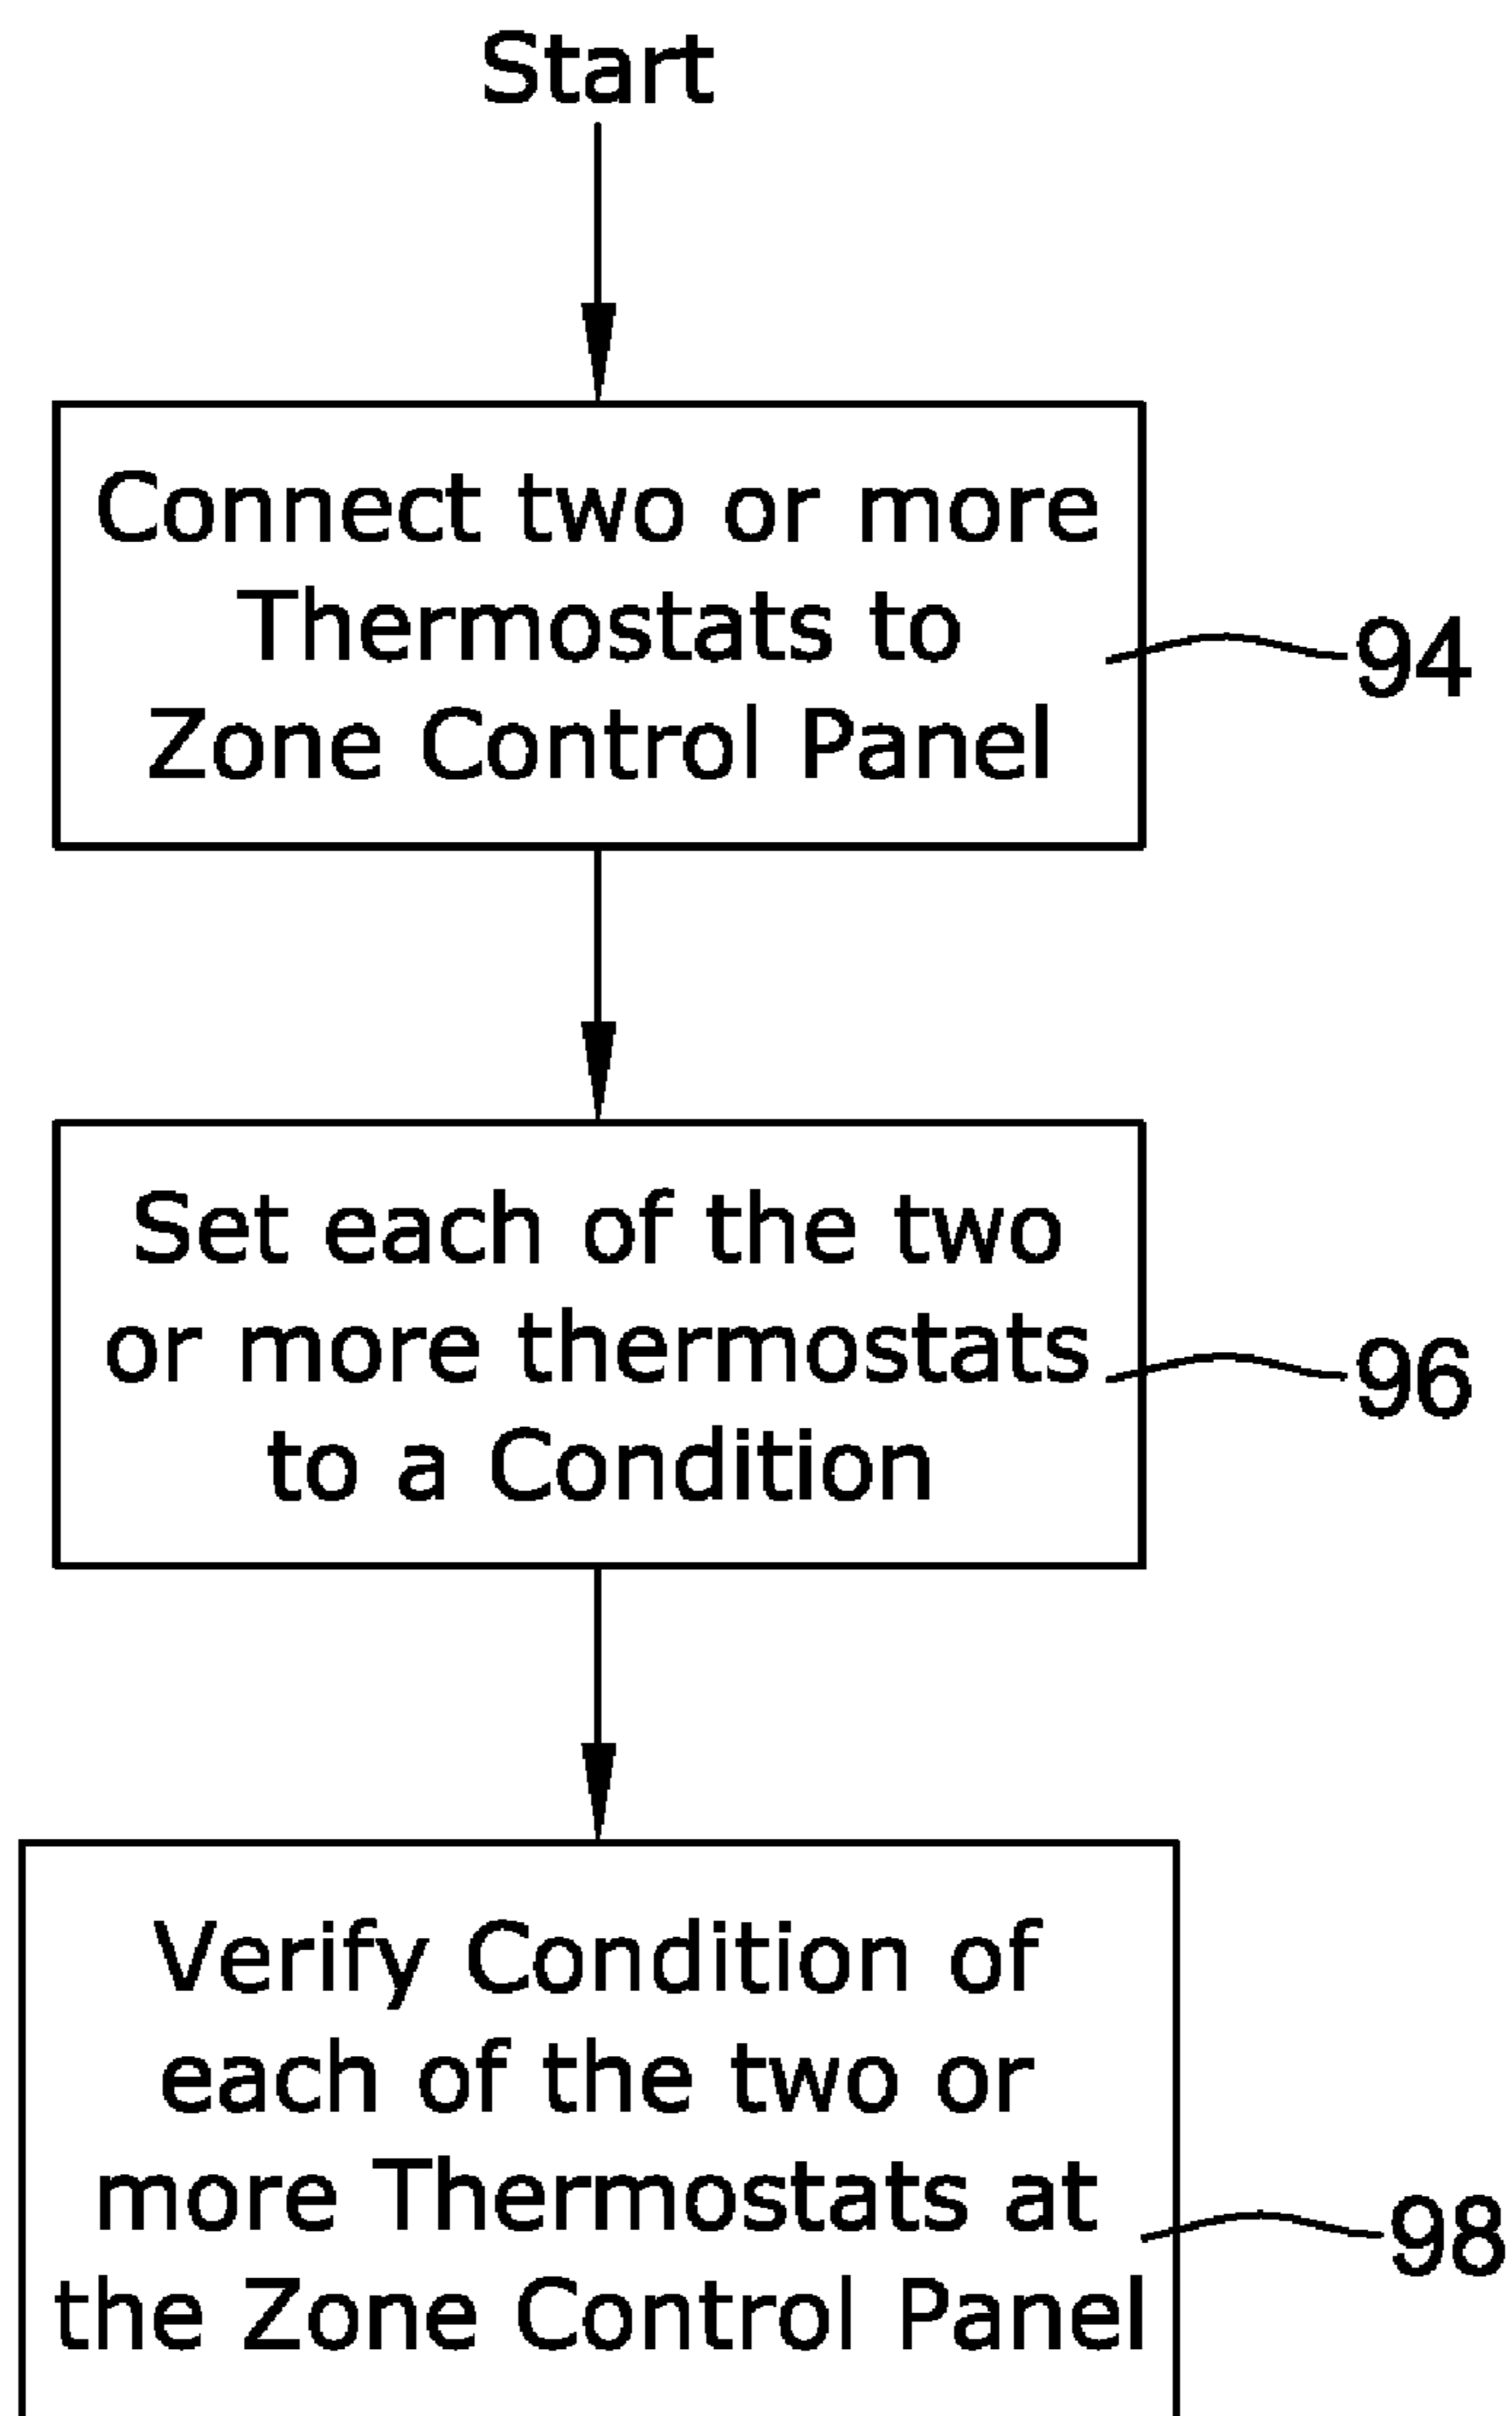 Start
Connect two or more
Thermostats to
Zone Control Panel
94
Set each of the two
or more thermostats
to a Condition
96
Verify Condition of
each of the two or
more Thermostats at
the Zone Control Panel
98